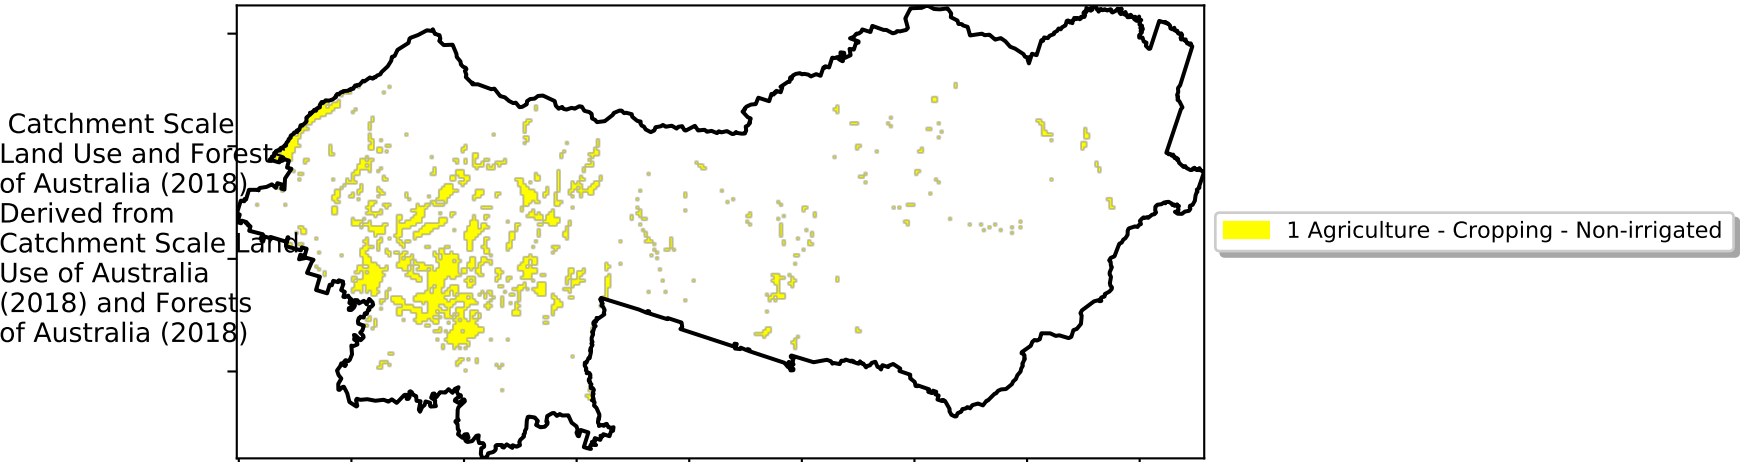 Catchment Scale
Land Use and Forests
of Australia (2018)
Derived from
Catchment Scale Land
Use of Australia
(2018) and Forests
of Australia (2018)
1 Agriculture - Cropping - Non-irrigated